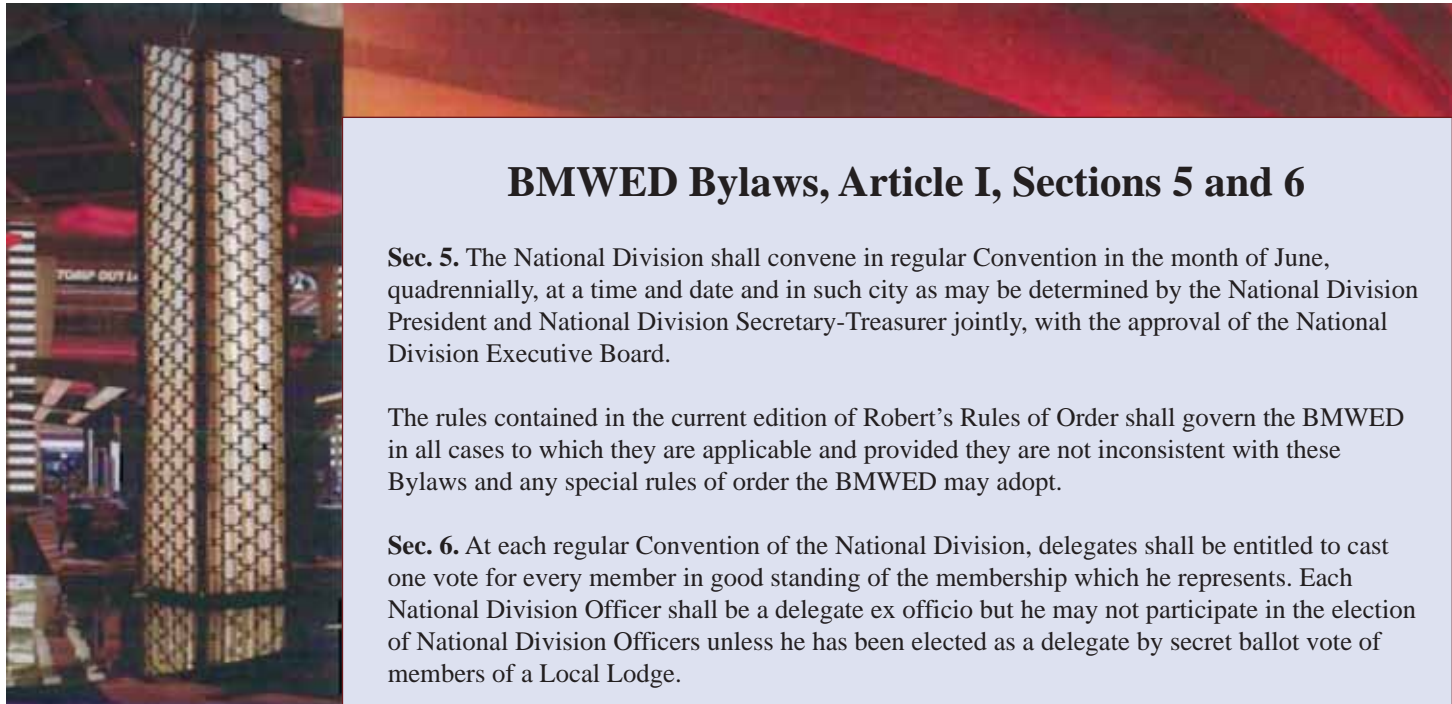 BMWED Bylaws, Article I, Sections 5 and 6
Sec. 5. The National Division shall convene in regular Convention in the month of June,
quadrennially, at a time and date and in such city as may be determined by the National Division
President and National Division Secretary-Treasurer jointly, with the approval of the National
Division Executive Board.
The rules contained in the current edition of Robert’s Rules of Order shall govern the BMWED
in all cases to which they are applicable and provided they are not inconsistent with these
Bylaws and any special rules of order the BMWED may adopt.
Sec. 6. At each regular Convention of the National Division, delegates shall be entitled to cast
one vote for every member in good standing of the membership which he represents. Each
National Division Officer shall be a delegate ex officio but he may not participate in the election
of National Division Officers unless he has been elected as a delegate by secret ballot vote of
members of a Local Lodge.